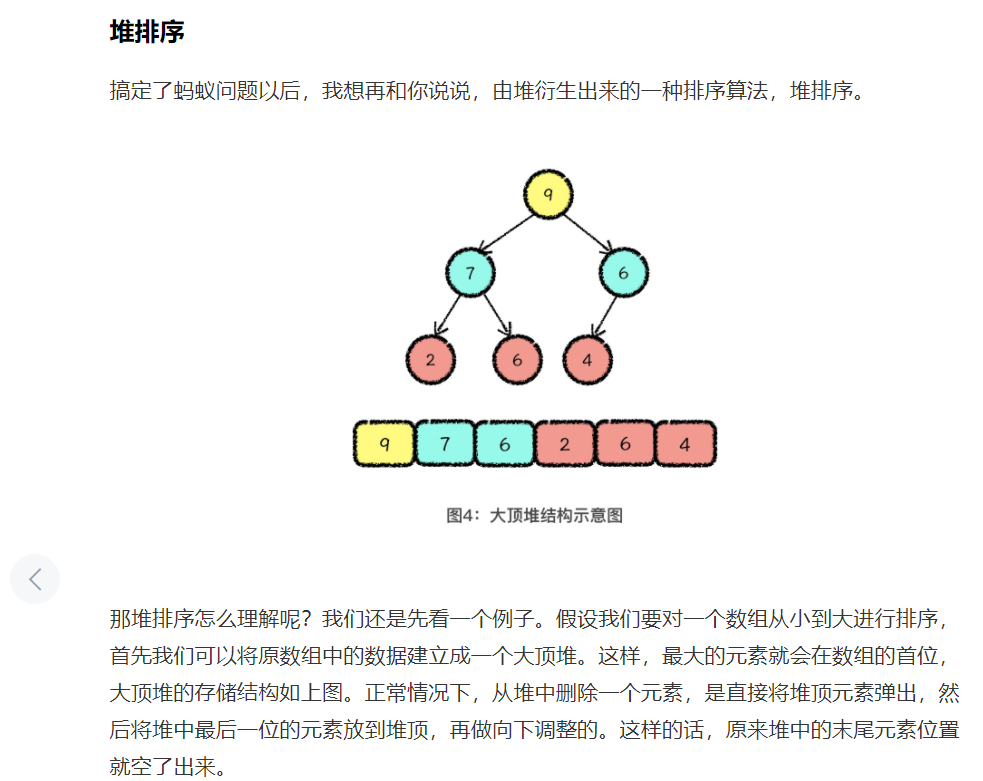 堆排序
搞定了蚂蚁问题以后，我想再和你说说，由堆衍生出来的一种排序算法，堆排序。
9
7 6
2 6 4
9 7 6 2 6 4
图4：大顶堆结构示意图
那堆排序怎么理解呢？我们还是先看一个例子。假设我们要对一个数组从小到大进行排序，
首先我们可以将原数组中的数据建立成一个大顶堆。这样，最大的元素就会在数组的首位，
大顶堆的存储结构如上图。正常情况下，从堆中删除一个元素，是直接将堆顶元素弹出，然
后将堆中最后一位的元素放到堆顶，再做向下调整的。这样的话，原来堆中的末尾元素位置
就空了出来。